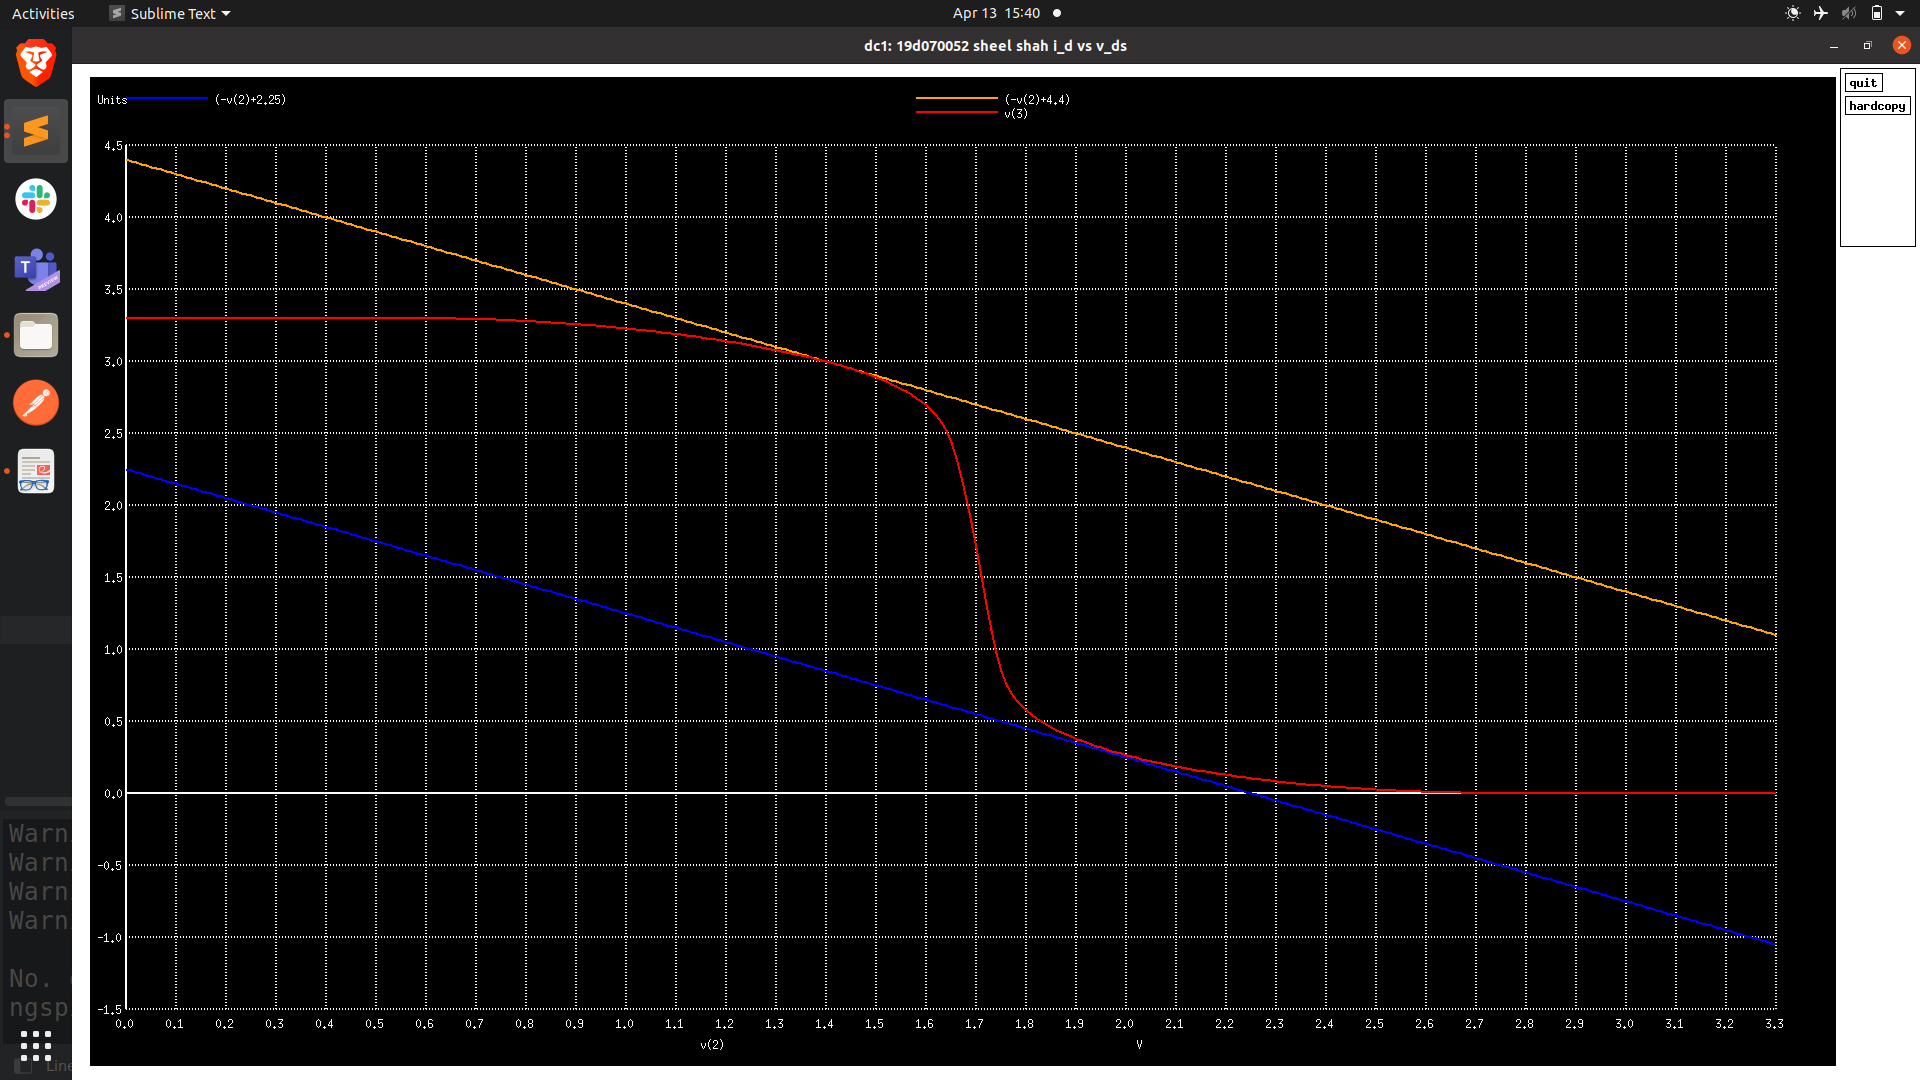 Activities
Sublime Text
Apr 13 15:40
dc1: 19d070052 sheel shah i_d vs v_ds
quit
hardcopy
Units
(-v(2)+2.25)
(-v(2)+4.4)
v(3)
4.5
4.0
3.5
3.0
2.5
2.0
1.5
1.0
0.5
0.0
-0.5
-1.0
-1.5
0.0 0.1 0.2 0.3 0.4 0.5 0.6 0.7 0.8 0.9 1.0 1.1 1.2 1.3 1.4 1.5 1.6 1.7 1.8 1.9 2.0 2.1 2.2 2.3 2.4 2.5 2.6 2.7 2.8 2.9 3.0 3.1 3.2 3.3
v(2) V
T
PREVIEW
Warn
Warn
Warn
Warn
No.
ngsp
Line